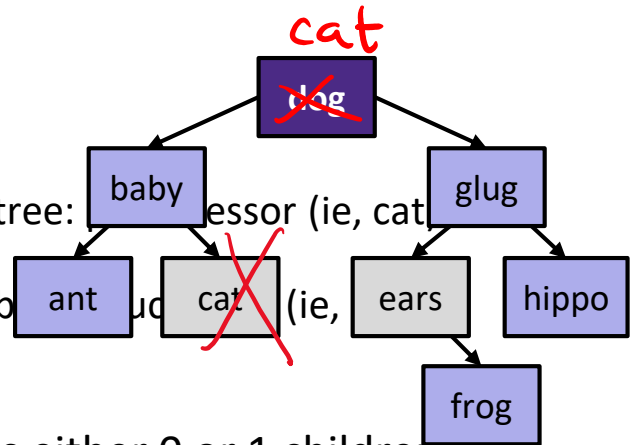 cat
dog
baby glug
tree: essor (ie, cat
ant cat (ie, ears hippo
frog
either 0 or 1 childre